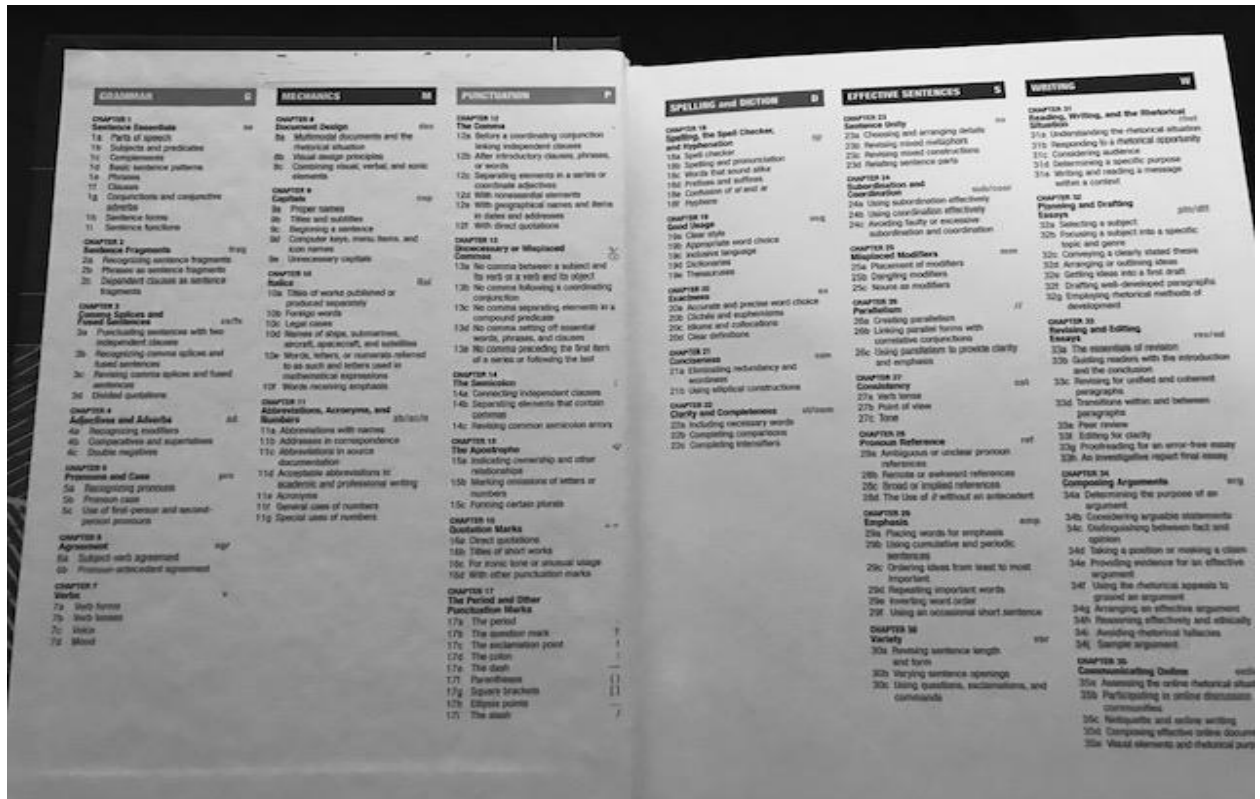 GRAMMAR G
CHAPTER 1
Sentence Essentials
1a Parts of speech
1b Subjects and predicates
1c Complements
1d Basic sentence patterns
1e Phrases
1f Clauses
1g Conjunctions and conjunctive
adverbs
1h Sentence forms
1i Sentence functions
CHAPTER 2
Sentence Fragments frag
2a Recognizing sentence fragments
2b Phrases as sentence fragments
2c Dependent clauses as sentence
fragments
CHAPTER 3
Comma Splices and
Fused Sentences cs/fs
3a Punctuating sentences with two
independent clauses
3b Recognizing comma splices and
fused sentences
3c Revising comma splices and fused
sentences
3d Divided quotations
CHAPTER 4
Adjectives and Adverbs ad
4a Recognizing modifiers
4b Comparatives and superlatives
4c Double negatives
CHAPTER 5
Pronouns and Case
5a Recognizing pronouns
5b Pronoun case
5c Use of first-person and second-
person pronouns
CHAPTER 6
Agreement agr
6a Subject-verb agreement
6b Pronoun-antecedent agreement
CHAPTER 7
Verbs v
7a Verb forms
7b Verb tenses
7c Voice
7d Mood
MECHANICS M
CHAPTER 8
Document Design
8a Multimodal documents and the
rhetorical situation
8b Visual design principles
8c Combining visual, verbal, and sonic
elements
CHAPTER 9
Capitals cap
9a Proper names
9b Titles and subtitles
9c Beginning a sentence
9d Computer keys, menu items, and
icon names
9e Unnecessary capitals
CHAPTER 10
Italics ital
10a Titles of works published or
produced separately
10b Foreign words
10c Legal cases
10d Names of ships, submarines,
aircraft, spacecraft, and satellites
10e Words, letters, or numerals referred
to as such and letters used in
mathematical expressions
10f Words receiving emphasis
CHAPTER 11
Abbreviations, Acronyms, and
Numbers ab/ac/n
11a Abbreviations with names
11b Addresses in correspondence
11c Abbreviations in source
documentation
11d Acceptable abbreviations in
academic and professional writing
11e Acronyms
11f General uses of numbers
11g Special uses of numbers
PUNCTUATION P
CHAPTER 12
The Comma ,
12a Before a coordinating conjunction
linking independent clauses
12b After introductory clauses, phrases,
or words
12c Separating elements in a series or
coordinate adjectives
12d With nonessential elements
12e With geographical names and items
in dates and addresses
12f With direct quotations
CHAPTER 13
Unnecessary or Misplaced
Commas
13a No comma between a subject and
its verb or a verb and its object
13b No comma following a coordinating
conjunction
13c No comma separating elements in a
compound predicate
13d No comma setting off essential
words, phrases, and clauses
13e No comma preceding the first item
of a series or following the last
CHAPTER 14
The Semicolon ;
14a Connecting independent clauses
14b Separating elements that contain
commas
14c Revising common semicolon errors
CHAPTER 15
The Apostrophe
15a Indicating ownership and other
relationships
15b Marking omissions of letters or
numbers
15c Forming certain plurals
CHAPTER 16
Quotation Marks " "
16a Direct quotations
16b Titles of short works
16c For ironic tone or unusual usage
16d With other punctuation marks
CHAPTER 17
The Period and Other
Punctuation Marks
17a The period .
17b The question mark ?
17c The exclamation point !
17d The colon :
17e The dash —
17f Parentheses ( )
17g Square brackets [ ]
17h Ellipsis points ...
17i The slash /
SPELLING and DICTION D
CHAPTER 18
Spelling, the Spell Checker,
and Hyphenation sp
18a Spell checker
18b Spelling and pronunciation
18c Words that sound alike
18d Prefixes and suffixes
18e Confusion of ei and ie
18f Hyphens
CHAPTER 19
Good Usage
19a Clear style
19b Appropriate word choice
19c Inclusive language
19d Dictionaries
19e Thesauruses
CHAPTER 20
Exactness ex
20a Accurate and precise word choice
20b Clichés and euphemisms
20c Idioms and collocations
20d Clear definitions
CHAPTER 21
Conciseness con
21a Eliminating redundancy and
wordiness
21b Using elliptical constructions
CHAPTER 22
Clarity and Completeness cl/com
22a Including necessary words
22b Completing comparisons
22c Completing intensifiers
EFFECTIVE SENTENCES S
CHAPTER 23
Sentence Unity
23a Choosing and arranging details
23b Revising mixed metaphors
23c Revising mixed constructions
23d Relating sentence parts
CHAPTER 24
Subordination and
Coordination sub/coor
24a Using subordination effectively
24b Using coordination effectively
24c Avoiding faulty or excessive
subordination and coordination
CHAPTER 25
Misplaced Modifiers mm
25a Placement of modifiers
25b Dangling modifiers
25c Nouns as modifiers
CHAPTER 26
Parallelism //
26a Creating parallelism
26b Linking parallel forms with
correlative conjunctions
26c Using parallelism to provide clarity
and emphasis
CHAPTER 27
Consistency
27a Verb tense
27b Point of view
27c Tone
CHAPTER 28
Pronoun Reference ref
28a Ambiguous or unclear pronoun
references
28b Remote or awkward references
28c Broad or implied references
28d The Use of it without an antecedent
CHAPTER 29
Emphasis emp
29a Placing words for emphasis
29b Using cumulative and periodic
sentences
29c Ordering ideas from least to most
important
29d Repeating important words
29e Inverting word order
29f Using an occasional short sentence
CHAPTER 30
Variety var
30a Revising sentence length
and form
30b Varying sentence openings
30c Using questions, exclamations, and
commands
WRITING W
CHAPTER 31
Reading, Writing, and the Rhetorical
Situation rhet
31a Understanding the rhetorical situation
31b Responding to a rhetorical opportunity
31c Considering audience
31d Determining a specific purpose
31e Writing and reading a message
within a context
CHAPTER 32
Planning and Drafting
Essays pln/dft
32a Selecting a subject
32b Focusing a subject into a specific
topic and genre
32c Conveying a clearly stated thesis
32d Arranging or outlining ideas
32e Getting ideas into a first draft
32f Drafting well-developed paragraphs
32g Employing rhetorical methods of
development
CHAPTER 33
Revising and Editing
Essays rev/ed
33a The essentials of revision
33b Guiding readers with the introduction
and the conclusion
33c Revising for unified and coherent
paragraphs
33d Transitions within and between
paragraphs
33e Peer review
33f Editing for clarity
33g Proofreading for an error-free essay
33h An investigative report final essay
CHAPTER 34
Composing Arguments arg
34a Determining the purpose of an
argument
34b Considering arguable statements
34c Distinguishing between fact and
opinion
34d Taking a position or making a claim
34e Providing evidence for an effective
argument
34f Using the rhetorical appeals to
ground an argument
34g Arranging an effective argument
34h Reasoning effectively and ethically
34i Avoiding rhetorical fallacies
34j Sample argument
CHAPTER 35
Communicating Online
35a Assessing the online rhetorical situati
35b Participating in online discussion
communities
35c Netiquette and online writing
35d Composing effective online docum
35e Visual elements and rhetorical purp